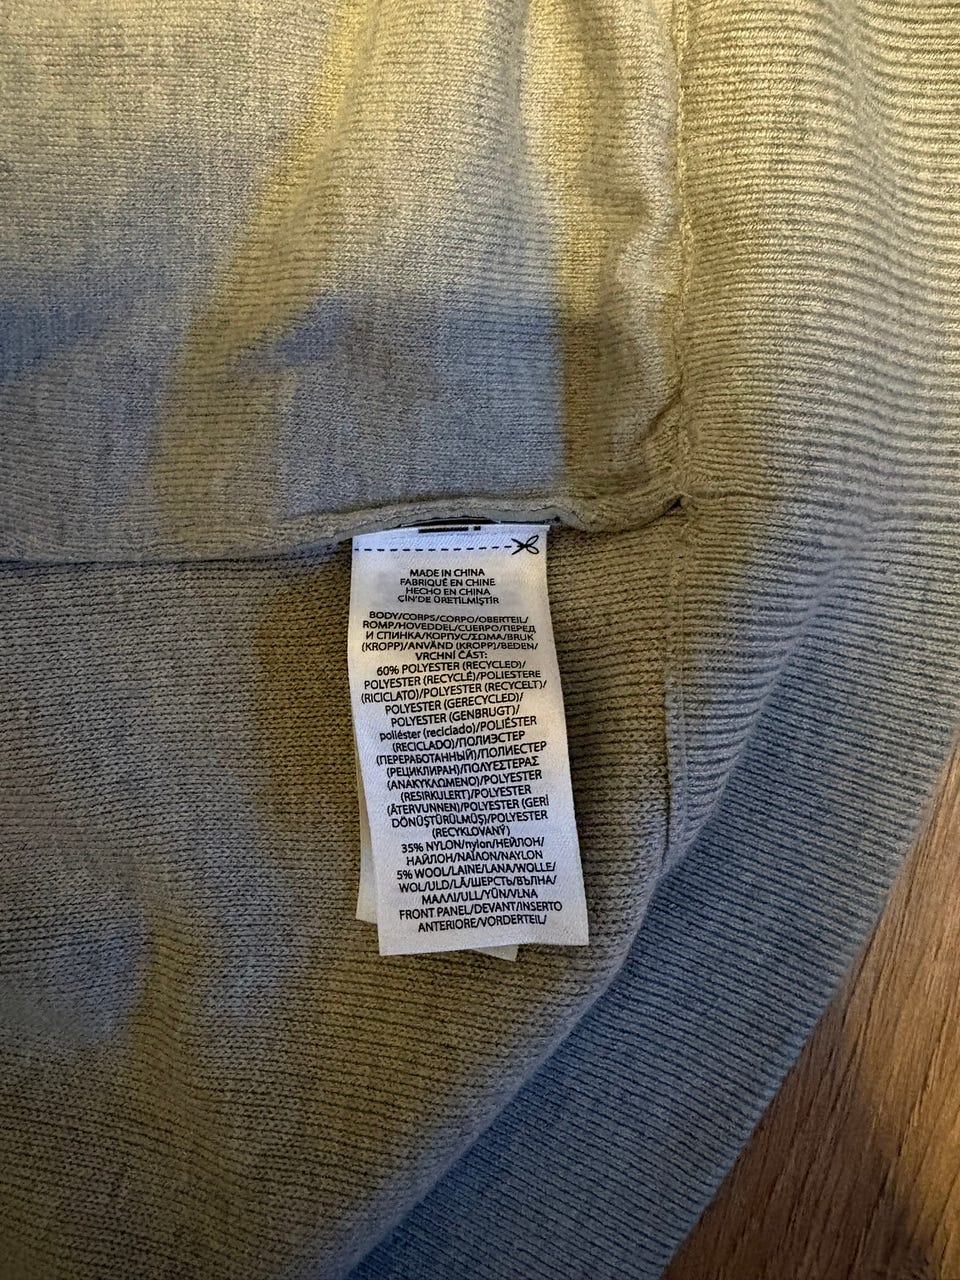 MADE IN CHINA
FABRIQUÉ EN CHINE
HECHO EN CHINA
ÇİN'DE ÜRETİLMİŞTİR
BODY/CORPS/CORPO/OBERTEIL/
ROMP/HOVEDDEL/CUERPO/ПЕРЕД
И СПИНКА/КОРПУС/ΣΩΜΑ/BRUK
(KROPP)/ANVÄND (KROPP)/BEDEN/
VRCHNÍ ČÁST:
60% POLYESTER (RECYCLED)/
POLYESTER (RECYCLÉ)/POLIESTERE
(RICICLATO)/POLYESTER (RECYCELT)/
POLYESTER (GERECYCLED)/
POLYESTER (GENBRUGT)/
poliéster (reciclado)/POLIÉSTER
(RECICLADO)/ПОЛИЭСТЕР
(ПЕРЕРАБОТАННЫЙ)/ПОЛИЕСТЕР
(РЕЦИКЛИРАН)/ΠΟΛΥΕΣΤΕΡΑΣ
(ΑΝΑΚΥΚΛΩΜΕΝΟ)/POLYESTER
(RESIRKULERT)/POLYESTER
(ÅTERVUNNEN)/POLYESTER (GERİ
DÖNÜŞTÜRÜLMÜŞ)/POLYESTER
(RECYKLOVANÝ)
35% NYLON/nylon/НЕЙЛОН/
НАЙЛОН/ΝΑΪΛΟΝ/NAYLON
5% WOOL/LAINE/LANA/WOLLE/
WOL/ULD/LÃ/ШЕРСТЬ/ВЪЛНА/
ΜΑΛΛΙ/ULL/YÜN/VLNA
FRONT PANEL/DEVANT/INSERTO
ANTERIORE/VORDERTEIL/